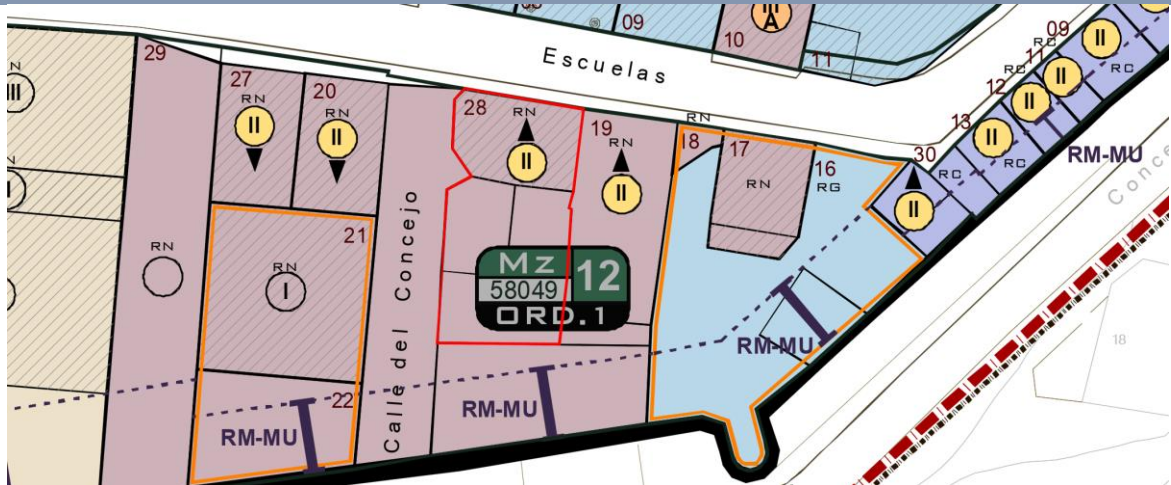 09
10
III
A
11
Escuelas
29
RN
III
27
RN
II
20
RN
II
28
RN
II
19
RN
II
RN
18
17
RN
16
RG
30
II
RC
13
II
RC
12
RC
II
11
RC
II
09
RC
II
RM-MU
RN
21
RN
I
Calle del Concejo
Mz
58049
12
ORD.1
22
RM-MU
RM-MU
RM-MU
18